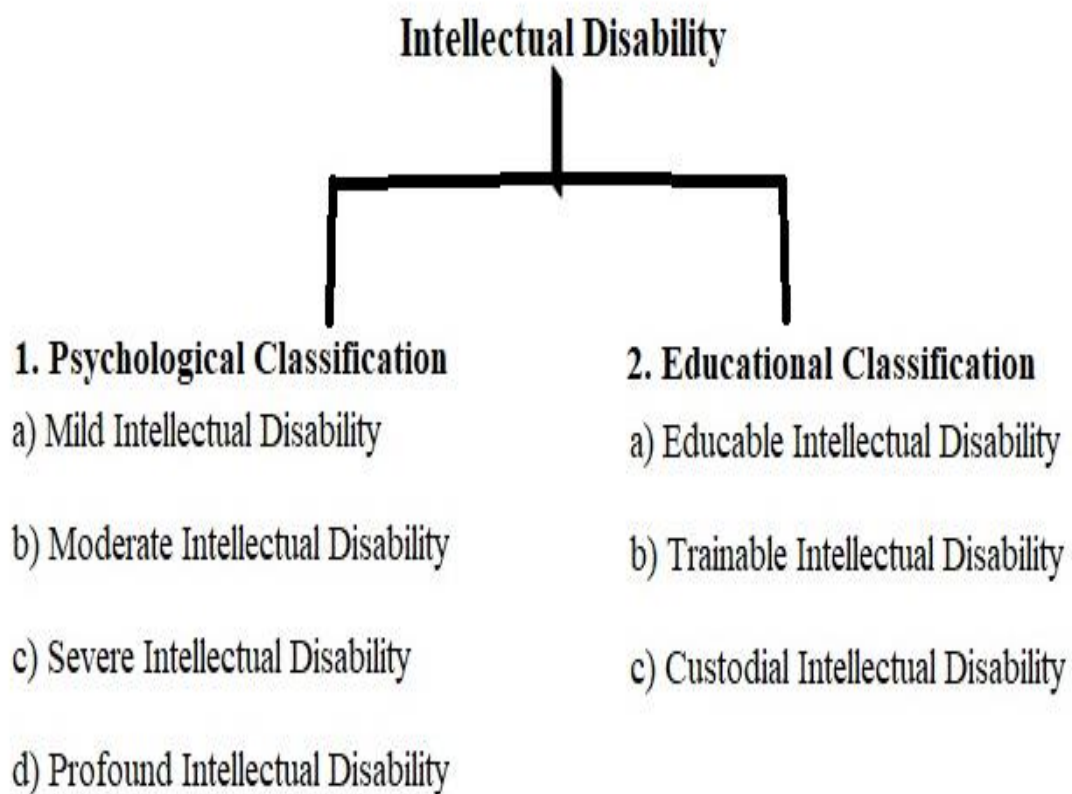 Intellectual Disability
1. Psychological Classification
a) Mild Intellectual Disability
b) Moderate Intellectual Disability
c) Severe Intellectual Disability
d) Profound Intellectual Disability
2. Educational Classification
a) Educable Intellectual Disability
b) Trainable Intellectual Disability
c) Custodial Intellectual Disability